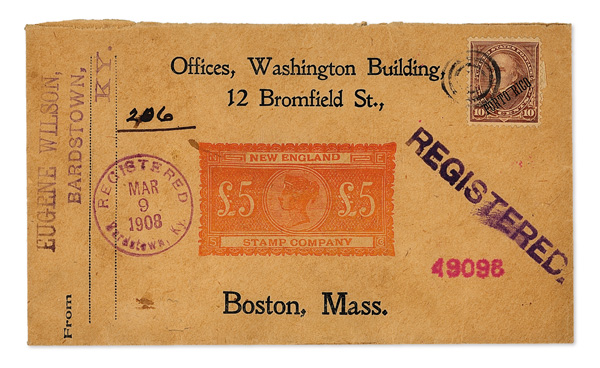 Offices, Washington Building,
12 Bromfield St.,
206
NEW ENGLAND
£5 £5
STAMP COMPANY
Boston, Mass.
From
EUGENE WILSON,
BARDSTOWN,
KY.
REGISTERED
MAR
9
1908
Bardstown, Ky.
PORTO RICO
10 10
REGISTERED.
49098